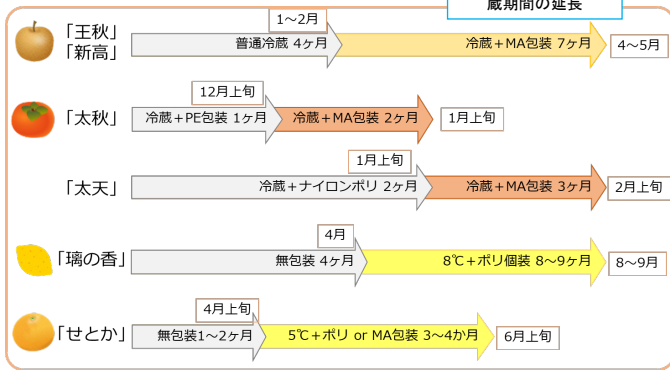 蔵期間の延長
「王秋」
「新高」
1～2月
普通冷蔵 4ヶ月
冷蔵＋MA包装 7ヶ月
4～5月
「太秋」
12月上旬
冷蔵＋PE包装 1ヶ月
冷蔵＋MA包装 2ヶ月
1月上旬
「太天」
1月上旬
冷蔵＋ナイロンポリ 2ヶ月
冷蔵＋MA包装 3ヶ月
2月上旬
「璃の香」
4月
無包装 4ヶ月
8℃＋ポリ個装 8～9ヶ月
8～9月
「せとか」
4月上旬
無包装1～2ヶ月
5℃＋ポリ or MA包装 3～4か月
6月上旬